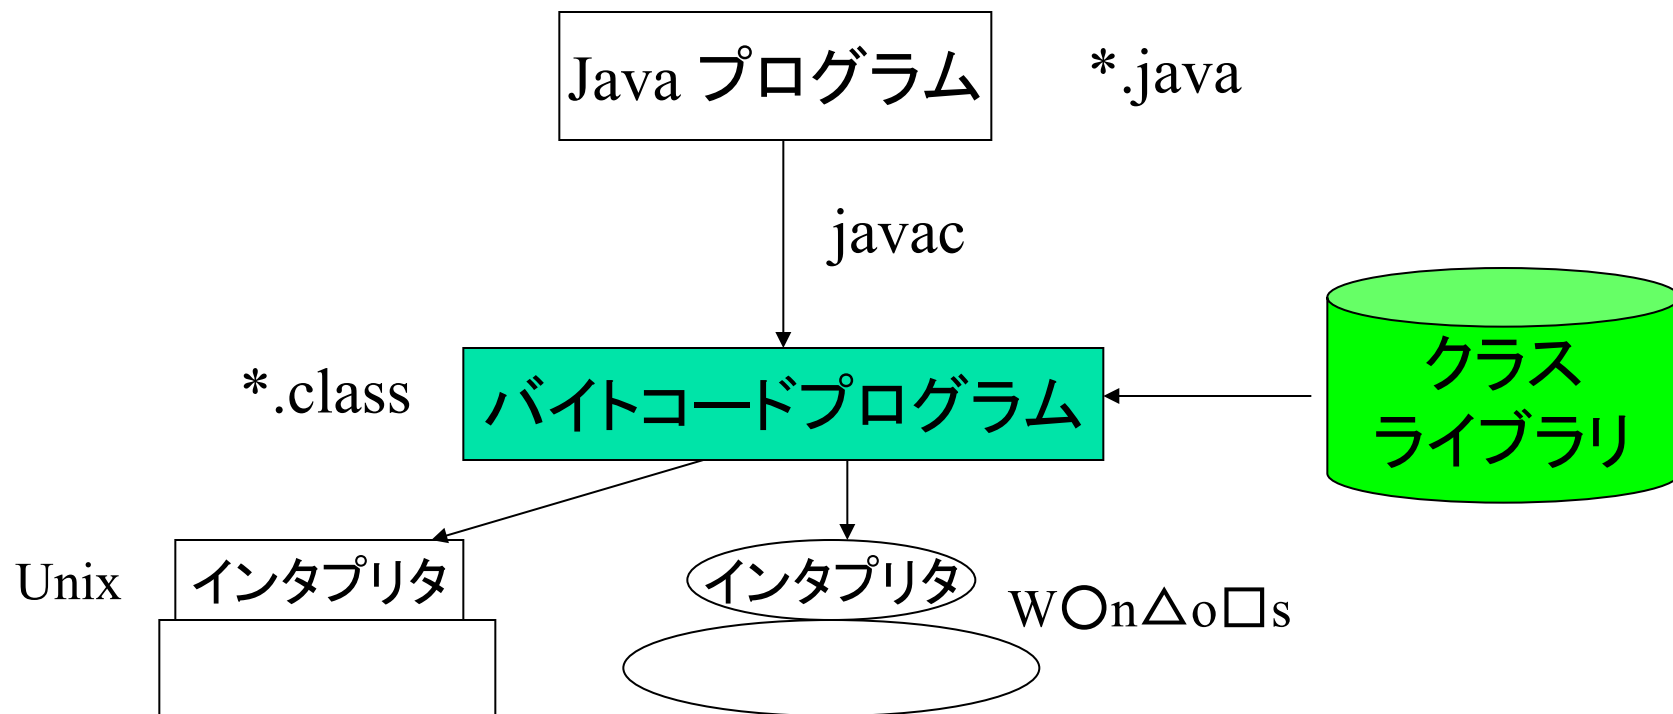 Java プログラム
*.java
javac
*.class
バイトコードプログラム
クラス
ライブラリ
Unix
インタプリタ
インタプリタ
W〇n△o□s